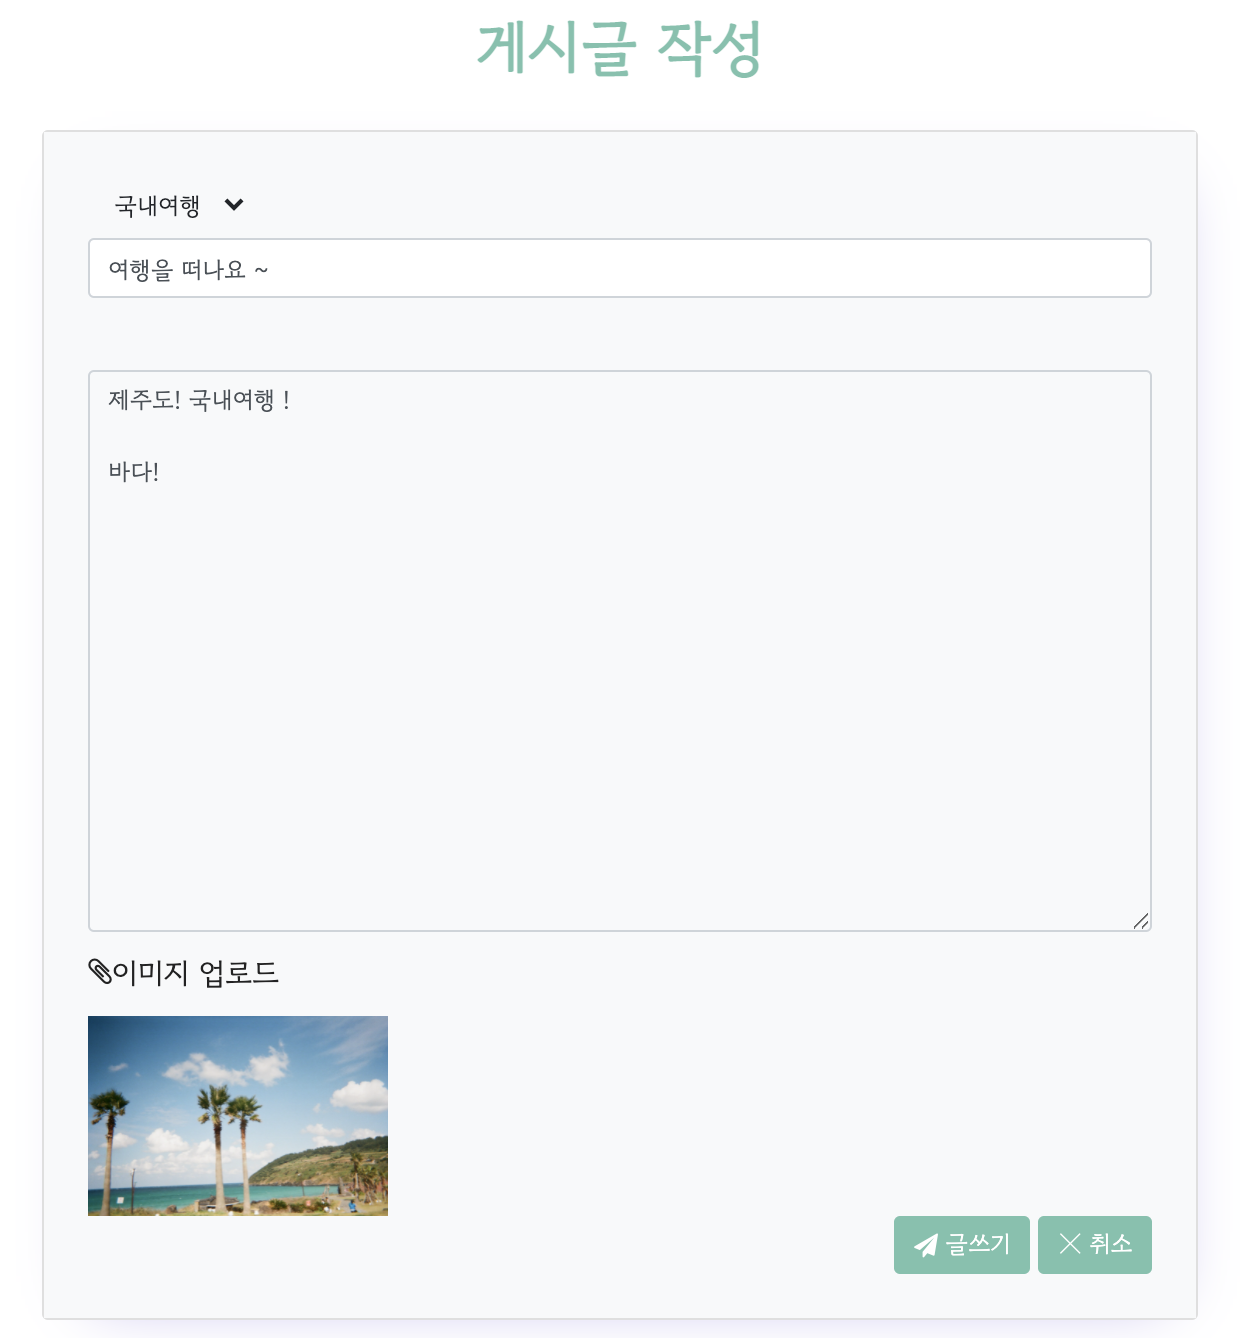 게시글 작성
국내여행
여행을 떠나요 ~
제주도! 국내여행 !
바다!
이미지 업로드
글쓰기
취소